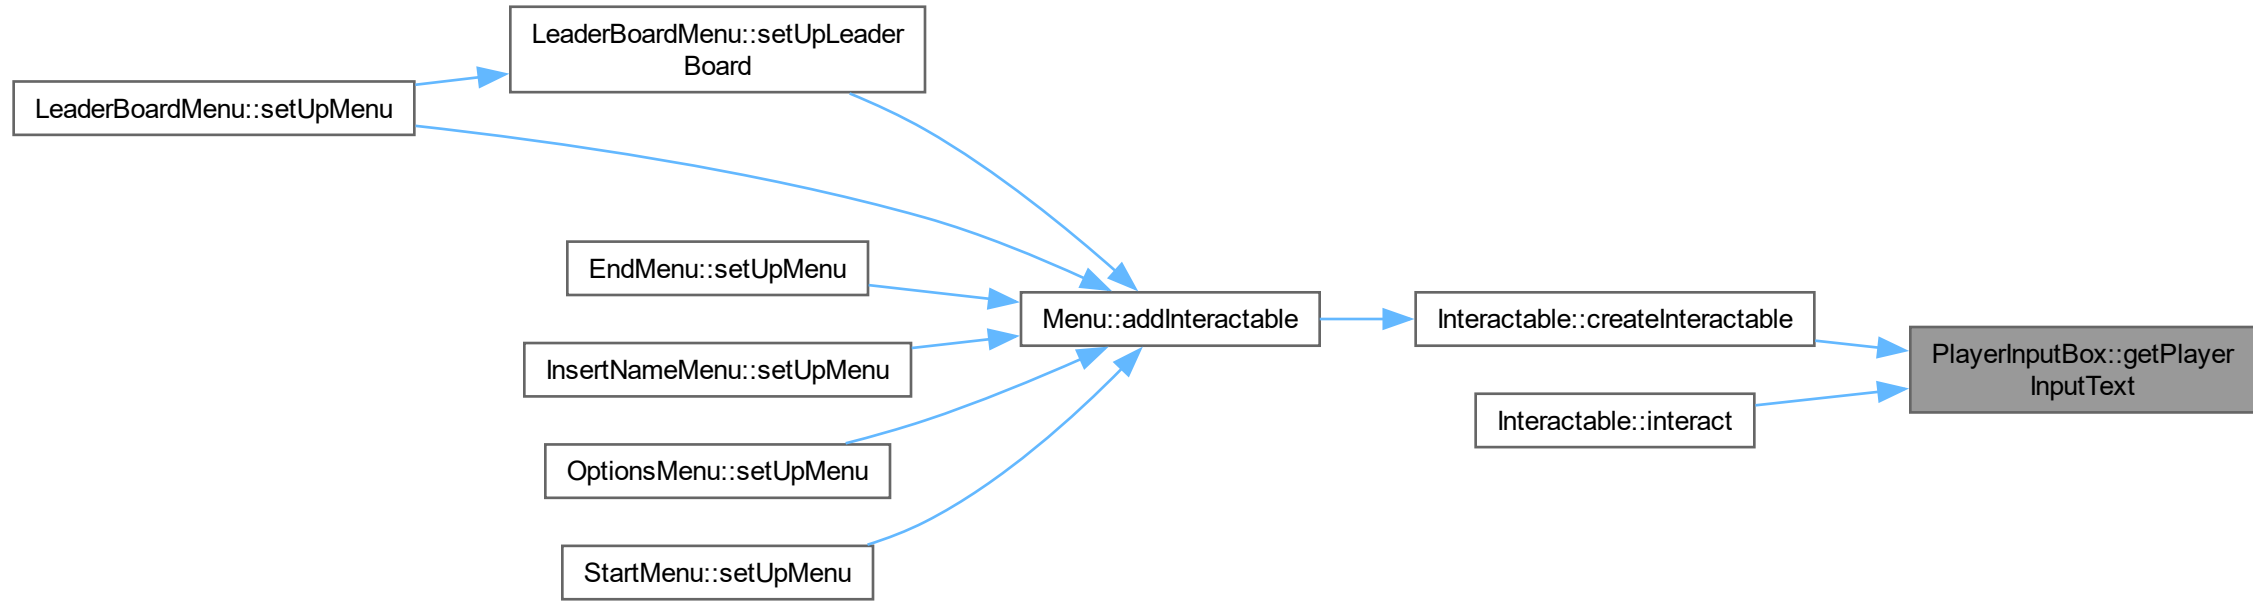 LeaderBoardMenu::setUpLeader
Board
LeaderBoardMenu::setUpMenu
EndMenu::setUpMenu
Menu::addInteractable
Interactable::createInteractable
PlayerInputBox::getPlayer
InputText
InsertNameMenu::setUpMenu
Interactable::interact
OptionsMenu::setUpMenu
StartMenu::setUpMenu